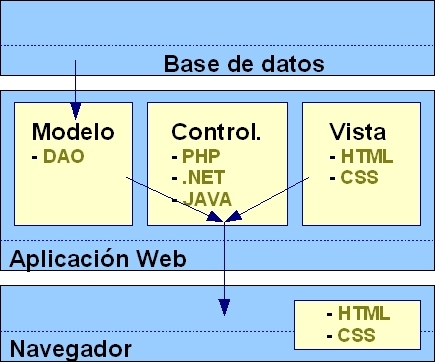 Base de datos
Modelo
- DAO
Control.
- PHP
- .NET
- JAVA
Vista
- HTML
- CSS
Aplicación Web
- HTML
- CSS
Navegador